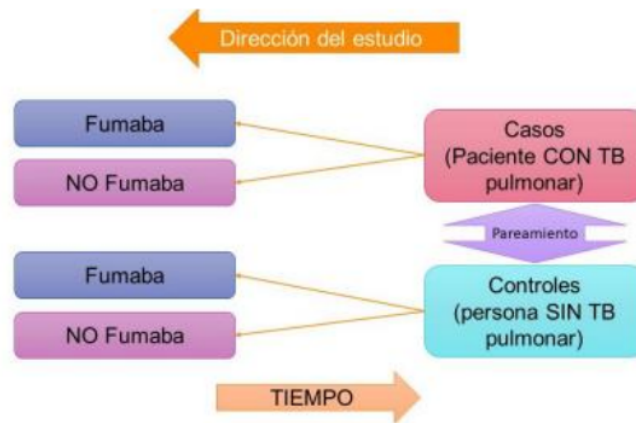 Dirección del estudio
Fumaba
NO Fumaba
Casos
(Paciente CON TB
pulmonar)
Pareamiento
Fumaba
NO Fumaba
Controles
(persona SIN TB
pulmonar)
TIEMPO